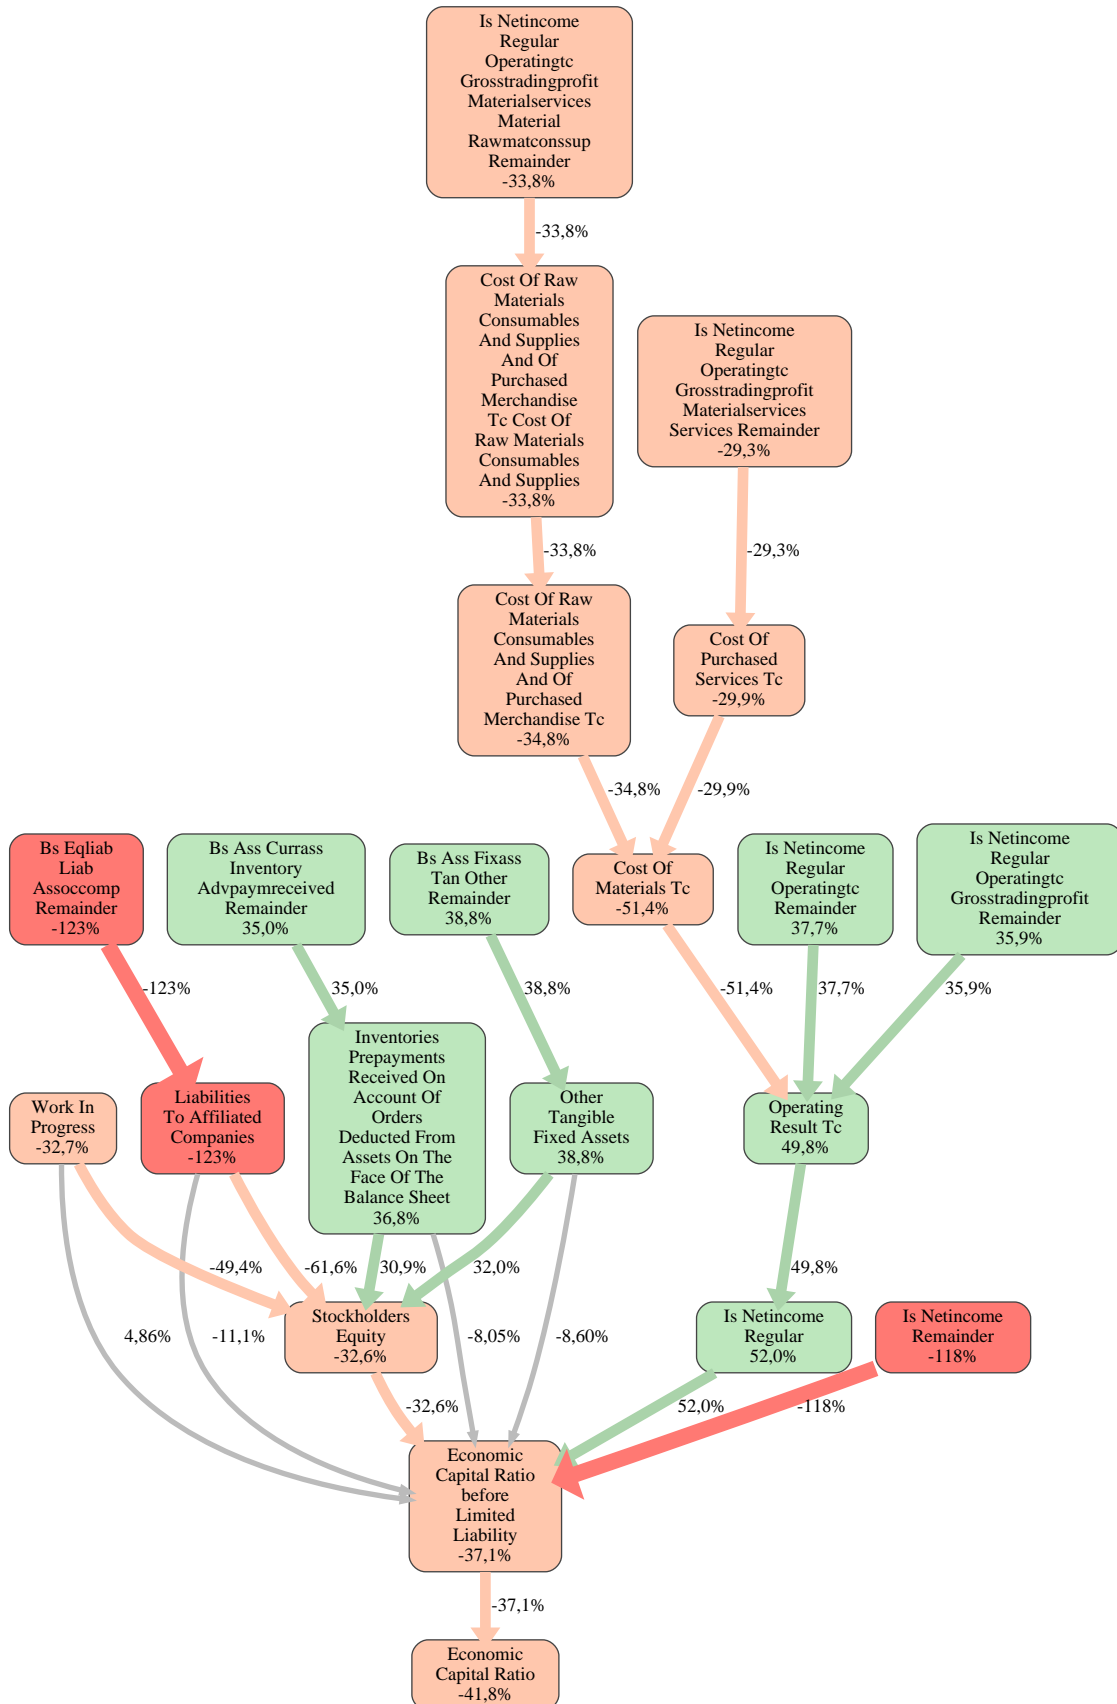 Is Netincome
Regular
Operatingtc
Grosstradingprofit
Materialservices
Material
Rawmatconssup
Remainder
-33,8%
-33,8%
Cost Of Raw
Materials
Consumables
And Supplies
And Of
Purchased
Merchandise
Tc Cost Of
Raw Materials
Consumables
And Supplies
-33,8%
Is Netincome
Regular
Operatingtc
Grosstradingprofit
Materialservices
Services Remainder
-29,3%
-33,8%
-29,3%
Cost Of Raw
Materials
Consumables
And Supplies
And Of
Purchased
Merchandise Tc
-34,8%
Cost Of
Purchased
Services Tc
-29,9%
-34,8%
-29,9%
Bs Eqliab
Liab
Assoccomp
Remainder
-123%
Bs Ass Currass
Inventory
Advpaymreceived
Remainder
35,0%
Bs Ass Fixass
Tan Other
Remainder
38,8%
Cost Of
Materials Tc
-51,4%
Is Netincome
Regular
Operatingtc
Remainder
37,7%
Is Netincome
Regular
Operatingtc
Grosstradingprofit
Remainder
35,9%
-123%
35,0%
38,8%
-51,4%
37,7%
35,9%
Work In
Progress
-32,7%
Liabilities
To Affiliated
Companies
-123%
Inventories
Prepayments
Received On
Account Of
Orders
Deducted From
Assets On The
Face Of The
Balance Sheet
36,8%
Other
Tangible
Fixed Assets
38,8%
Operating
Result Tc
49,8%
-49,4%
-61,6%
30,9%
32,0%
49,8%
4,86%
-11,1%
Stockholders
Equity
-32,6%
-8,05%
-8,60%
Is Netincome
Regular
52,0%
Is Netincome
Remainder
-118%
-32,6%
52,0%
-118%
Economic
Capital Ratio
before
Limited
Liability
-37,1%
-37,1%
Economic
Capital Ratio
-41,8%